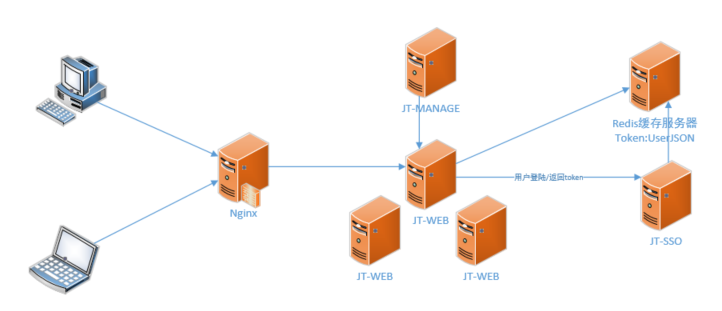 JT-MANAGE
Redis缓存服务器
Token:UserJSON
用户登陆/返回token
Nginx
JT-WEB
JT-SSO
JT-WEB
JT-WEB